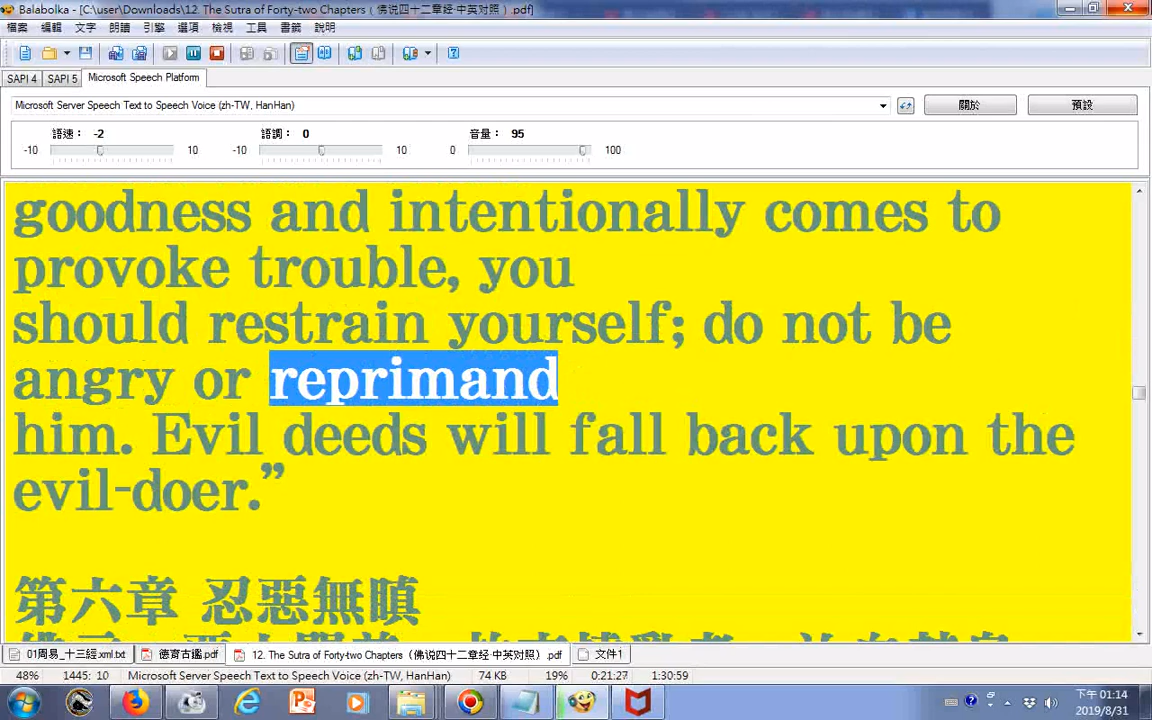 Balabolka - [C:\user\Downloads\12. The Sutra of Forty-two Chapters（佛说四十二章经·中英对照）.pdf]
檔案 編輯 文字 朗讀 引擎 選項 檢視 工具 書籤 說明
SAPI 4 SAPI 5 Microsoft Speech Platform
Microsoft Server Speech Text to Speech Voice (zh-TW, HanHan) 關於 預設
語速： -2 語調： 0 音量： 95
-10 10 -10 10 0 100
goodness and intentionally comes to
provoke trouble, you
should restrain yourself; do not be
angry or reprimand
him. Evil deeds will fall back upon the
evil-doer.”
第六章 忍惡無瞋
01周易_十三經.xml.txt 德育古鑑.pdf 12. The Sutra of Forty-two Chapters（佛说四十二章经·中英对照）.pdf 文件1
48% 1445: 10 Microsoft Server Speech Text to Speech Voice (zh-TW, HanHan) 74 KB 19% 0:21:27 1:30:59
下午 01:14
2019/8/31